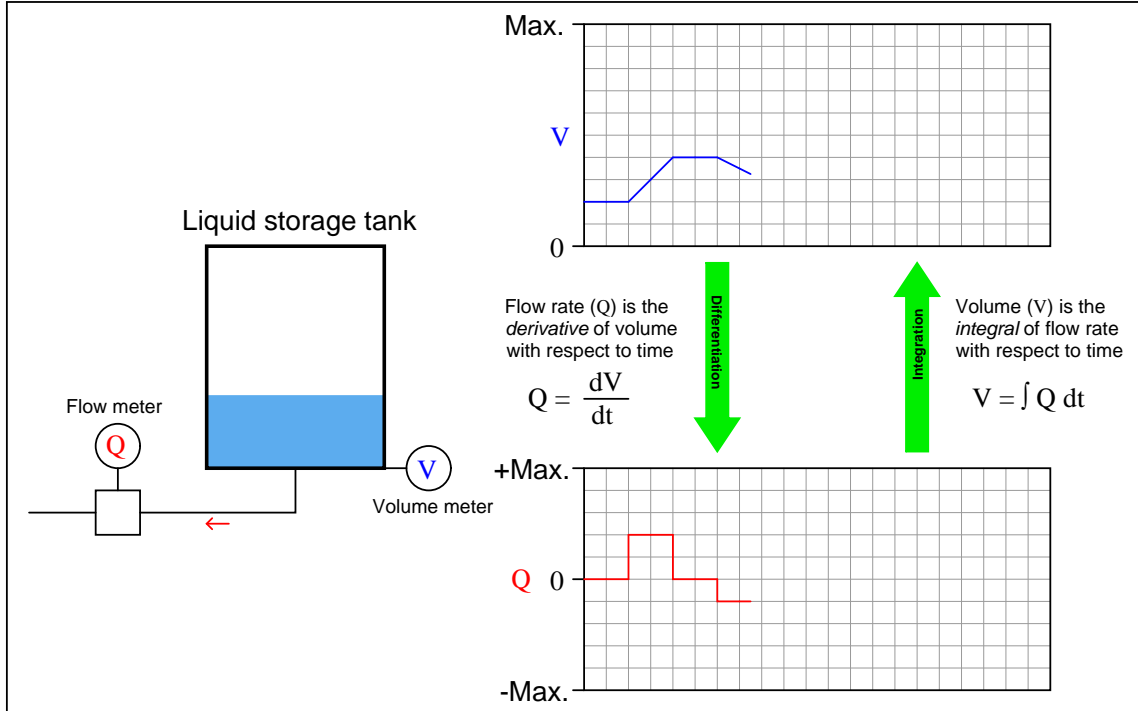 Max.
V
0
Liquid storage tank
Flow meter
Q
V
Volume meter
Flow rate (Q) is the
derivative of volume
with respect to time
Q = dV/dt
Differentiation
Integration
Volume (V) is the
integral of flow rate
with respect to time
V = ∫ Q dt
+Max.
Q 0
-Max.